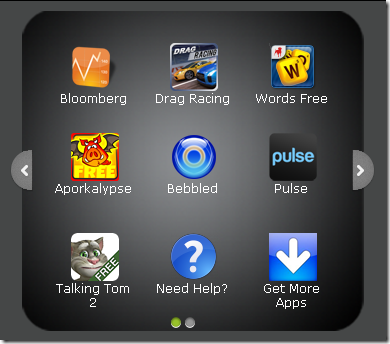 DRAG
RACING
W
Bloomberg
Drag Racing
Words Free
FREE
pulse
Aporkalypse
Bebbled
Pulse
FREE
?
Talking Tom
2
Need Help?
Get More
Apps